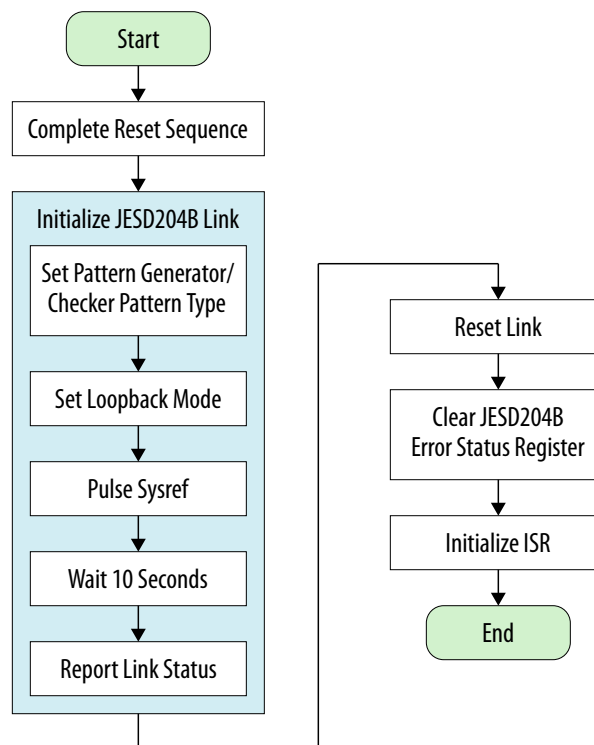 Start
Complete Reset Sequence
Initialize JESD204B Link
Set Pattern Generator/
Checker Pattern Type
Set Loopback Mode
Pulse Sysref
Wait 10 Seconds
Report Link Status
Reset Link
Clear JESD204B
Error Status Register
Initialize ISR
End